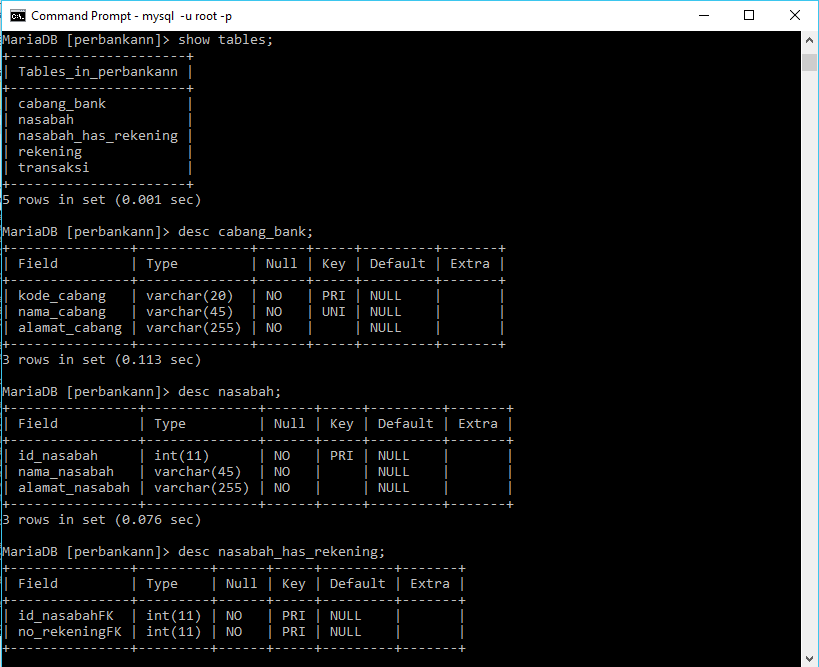 Command Prompt - mysql -u root -p
MariaDB [perbankann]> show tables;
+----------------------+
| Tables_in_perbankann |
+----------------------+
| cabang_bank          |
| nasabah              |
| nasabah_has_rekening |
| rekening             |
| transaksi            |
+----------------------+
5 rows in set (0.001 sec)
MariaDB [perbankann]> desc cabang_bank;
+---------------+--------------+------+-----+---------+-------+
| Field         | Type         | Null | Key | Default | Extra |
+---------------+--------------+------+-----+---------+-------+
| kode_cabang   | varchar(20)  | NO   | PRI | NULL    |       |
| nama_cabang   | varchar(45)  | NO   | UNI | NULL    |       |
| alamat_cabang | varchar(255) | NO   |     | NULL    |       |
+---------------+--------------+------+-----+---------+-------+
3 rows in set (0.113 sec)
MariaDB [perbankann]> desc nasabah;
+----------------+--------------+------+-----+---------+-------+
| Field          | Type         | Null | Key | Default | Extra |
+----------------+--------------+------+-----+---------+-------+
| id_nasabah     | int(11)      | NO   | PRI | NULL    |       |
| nama_nasabah   | varchar(45)  | NO   |     | NULL    |       |
| alamat_nasabah | varchar(255) | NO   |     | NULL    |       |
+----------------+--------------+------+-----+---------+-------+
3 rows in set (0.076 sec)
MariaDB [perbankann]> desc nasabah_has_rekening;
+---------------+---------+------+-----+---------+-------+
| Field         | Type    | Null | Key | Default | Extra |
+---------------+---------+------+-----+---------+-------+
| id_nasabahFK  | int(11) | NO   | PRI | NULL    |       |
| no_rekeningFK | int(11) | NO   | PRI | NULL    |       |
+---------------+---------+------+-----+---------+-------+